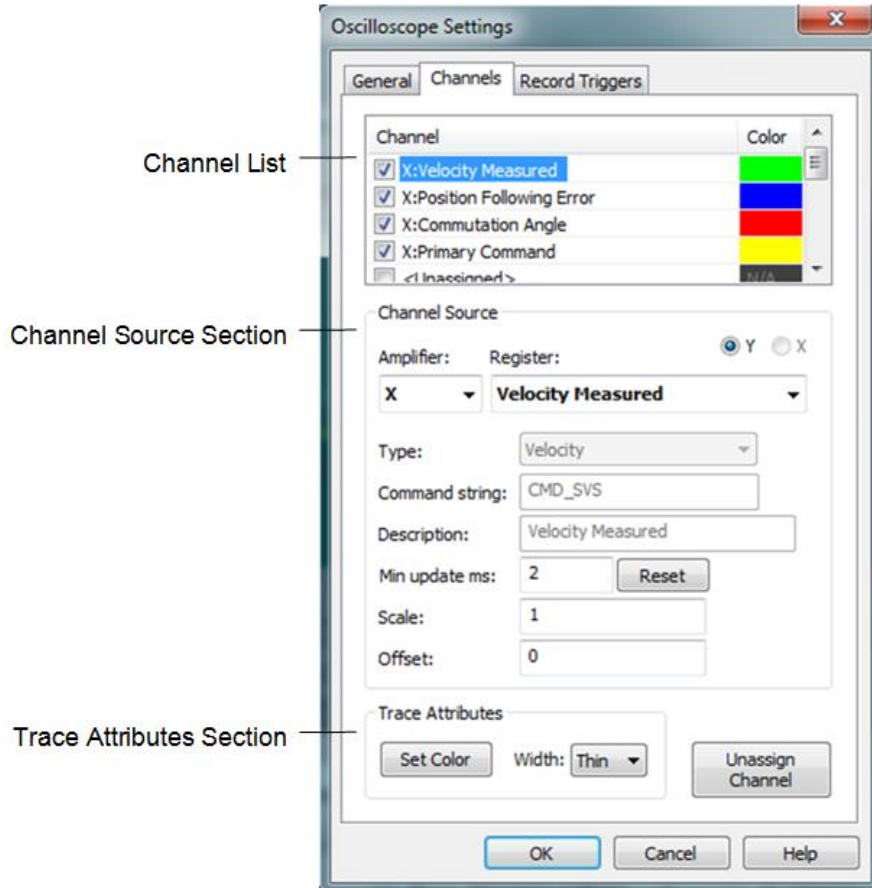 Oscilloscope Settings
General Channels Record Triggers
Channel Color
Channel List
X:Velocity Measured
X:Position Following Error
X:Commutation Angle
X:Primary Command
<Unassigned> N/A
Channel Source
Channel Source Section
Y X
Amplifier: Register:
X Velocity Measured
Type: Velocity
Command string: CMD_SVS
Description: Velocity Measured
Min update ms: 2 Reset
Scale: 1
Offset: 0
Trace Attributes
Trace Attributes Section
Set Color Width: Thin Unassign
Channel
OK Cancel Help